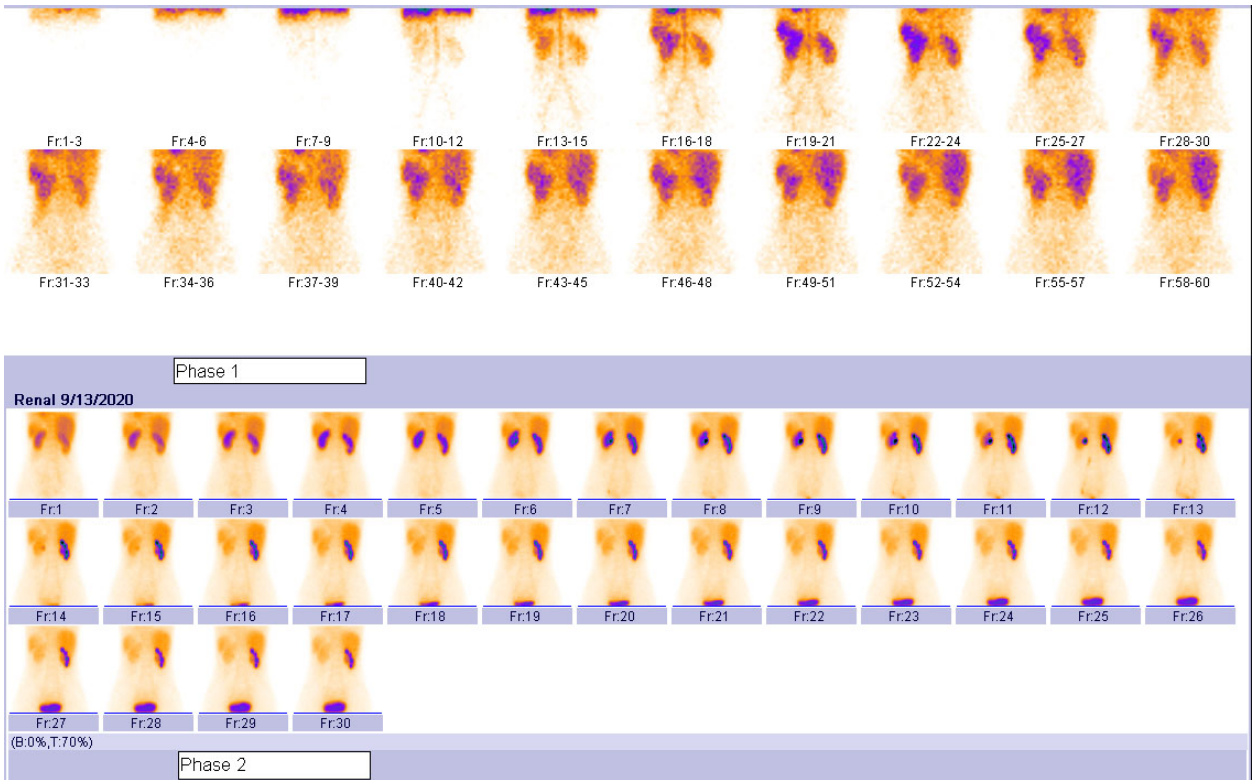 Fr:1-3 Fr:4-6 Fr:7-9 Fr:10-12 Fr:13-15 Fr:16-18 Fr:19-21 Fr:22-24 Fr:25-27 Fr:28-30
Fr:31-33 Fr:34-36 Fr:37-39 Fr:40-42 Fr:43-45 Fr:46-48 Fr:49-51 Fr:52-54 Fr:55-57 Fr:58-60
Phase 1
Renal 9/13/2020
Fr:1 Fr:2 Fr:3 Fr:4 Fr:5 Fr:6 Fr:7 Fr:8 Fr:9 Fr:10 Fr:11 Fr:12 Fr:13
Fr:14 Fr:15 Fr:16 Fr:17 Fr:18 Fr:19 Fr:20 Fr:21 Fr:22 Fr:23 Fr:24 Fr:25 Fr:26
Fr:27 Fr:28 Fr:29 Fr:30
(B:0%,T:70%)
Phase 2